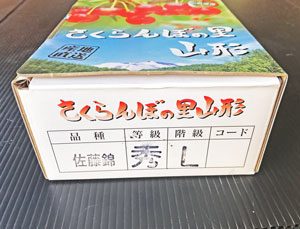 さくらんぼの里
産地直送
山形
さくらんぼの里山形
品種 等級 階級 コード
佐藤錦 秀 L